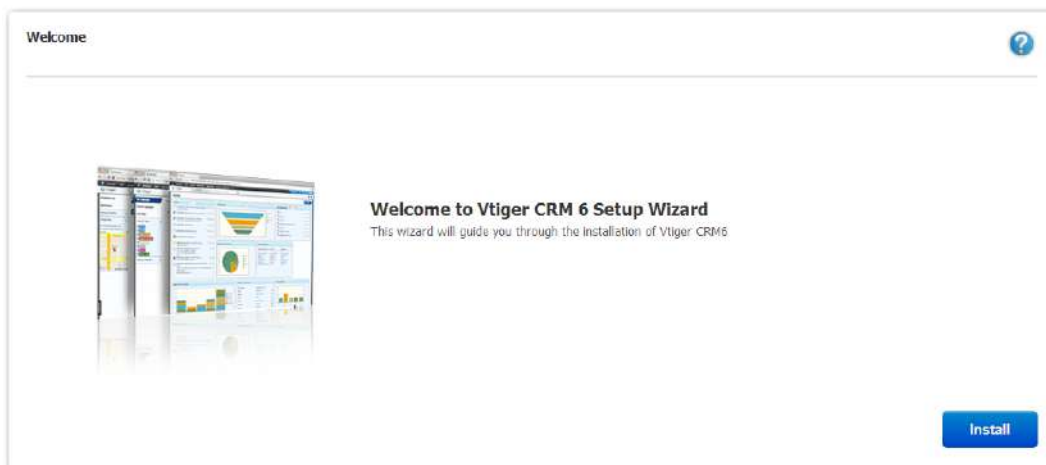 Welcome
?
Welcome to Vtiger CRM 6 Setup Wizard
This wizard will guide you through the installation of Vtiger CRM6
Install